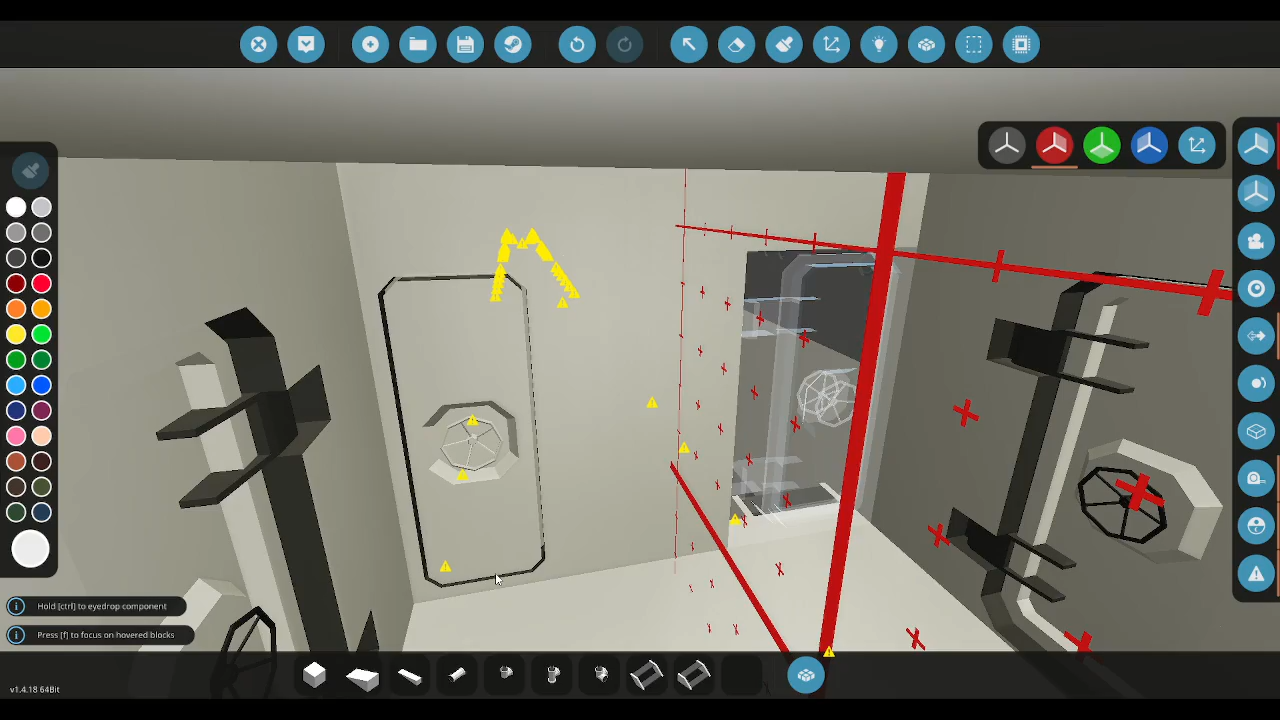 Hold [ctrl] to eyedrop component
Press [f] to focus on hovered blocks
v1.4.18 64Bit